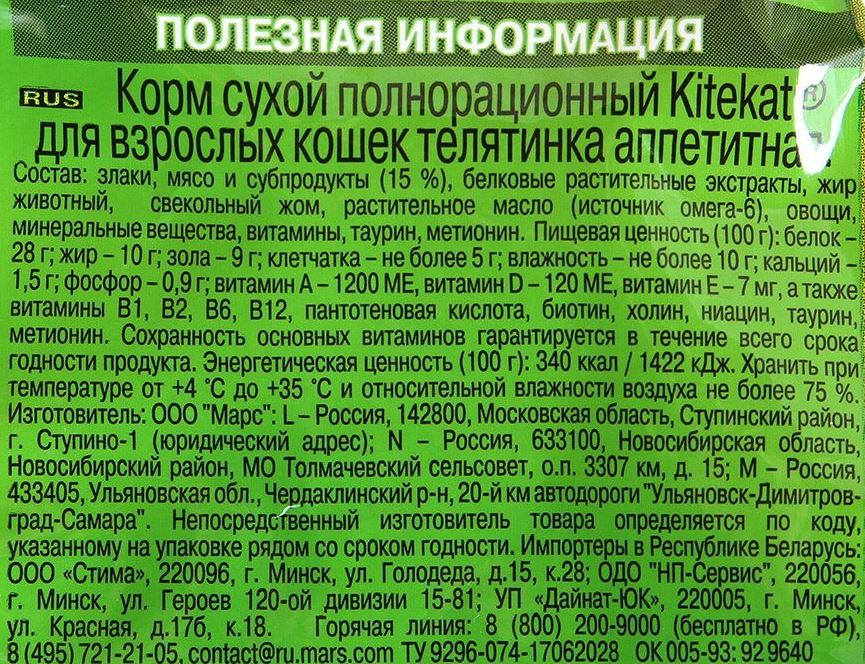 ПОЛЕЗНАЯ ИНФОРМАЦИЯ
RUS Корм сухой полнорационный Kitekat®
для взрослых кошек телятинка аппетитная.
Состав: злаки, мясо и субпродукты (15 %), белковые растительные экстракты, жир
животный, свекольный жом, растительное масло (источник омега-6), овощи,
минеральные вещества, витамины, таурин, метионин. Пищевая ценность (100 г): белок –
28 г; жир – 10 г; зола – 9 г; клетчатка – не более 5 г; влажность – не более 10 г; кальций –
1,5 г; фосфор – 0,9 г; витамин А – 1200 МЕ, витамин D – 120 МЕ, витамин Е – 7 мг, а также
витамины В1, В2, В6, В12, пантотеновая кислота, биотин, холин, ниацин, таурин,
метионин. Сохранность основных витаминов гарантируется в течение всего срока
годности продукта. Энергетическая ценность (100 г): 340 ккал / 1422 кДж. Хранить при
температуре от +4 °С до +35 °С и относительной влажности воздуха не более 75 %.
Изготовитель: ООО "Марс": L – Россия, 142800, Московская область, Ступинский район,
г. Ступино-1 (юридический адрес); N – Россия, 633100, Новосибирская область,
Новосибирский район, МО Толмачевский сельсовет, о.п. 3307 км, д. 15; М – Россия,
433405, Ульяновская обл., Чердаклинский р-н, 20-й км автодороги "Ульяновск-Димитров-
град-Самара". Непосредственный изготовитель товара определяется по коду,
указанному на упаковке рядом со сроком годности. Импортеры в Республике Беларусь:
ООО «Стима», 220096, г. Минск, ул. Голодеда, д.15, к.28; ОДО "НП-Сервис", 220056,
г. Минск, ул. Героев 120-ой дивизии 15-81; УП «Дайнат-ЮК», 220005, г. Минск,
ул. Красная, д.17б, к.18. Горячая линия: 8 (800) 200-9000 (бесплатно в РФ),
8 (495) 721-21-05, contact@ru.mars.com ТУ 9296-074-17062028 ОК 005-93: 92 9640